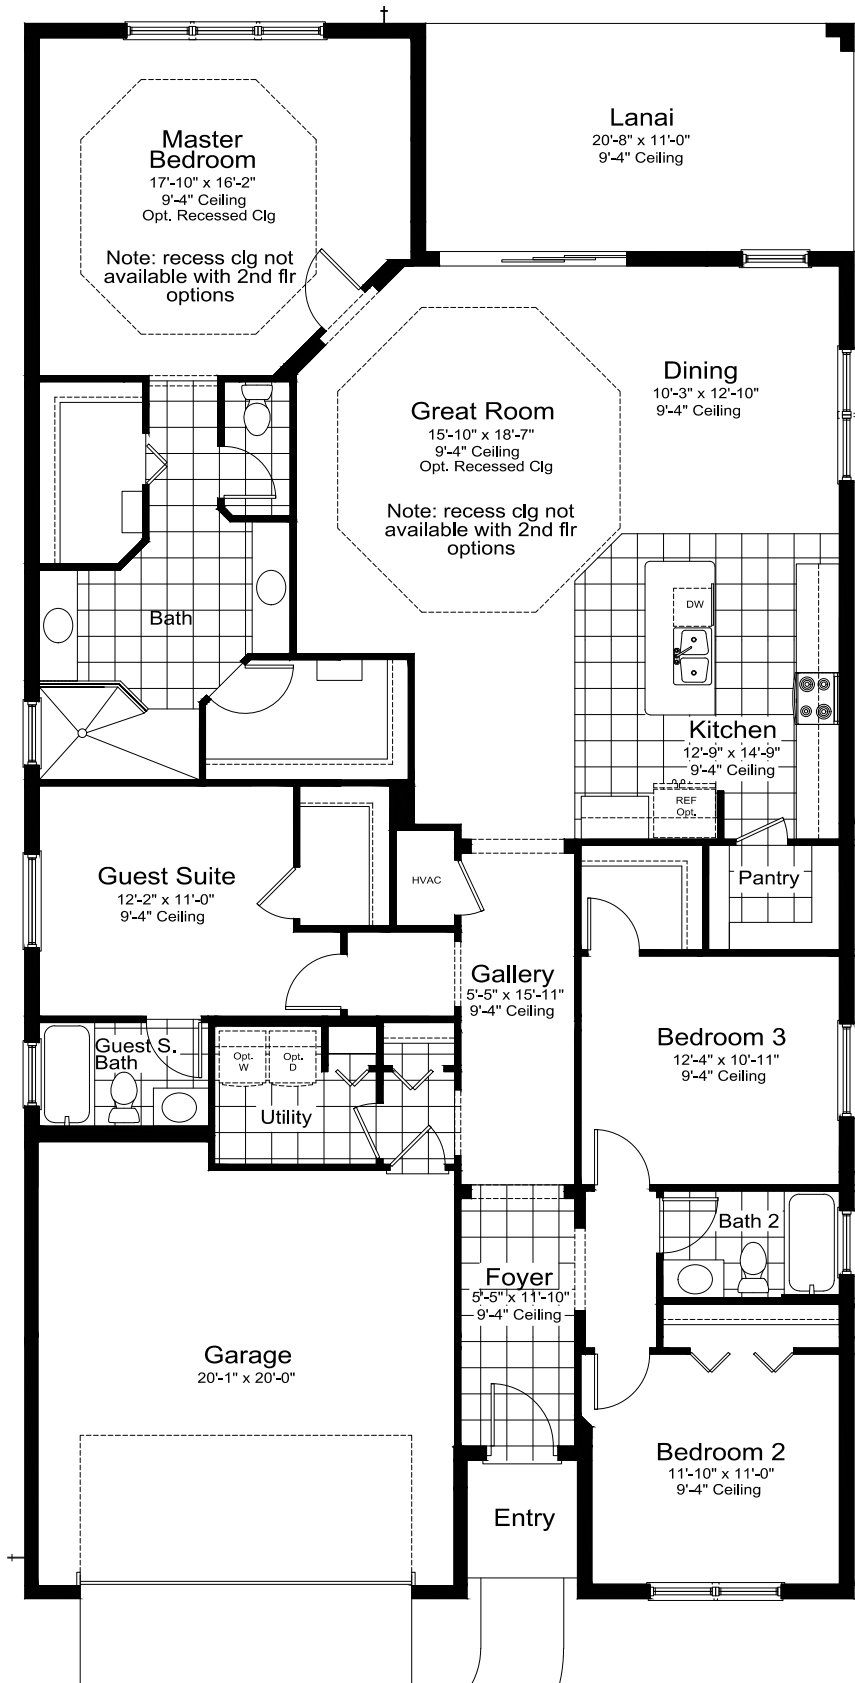 Master
Bedroom
17'-10" x 16'-2"
9'-4" Ceiling
Opt. Recessed Clg
Note: recess clg not
available with 2nd flr
options
Lanai
20'-8" x 11'-0"
9'-4" Ceiling
Dining
10'-3" x 12'-10"
9'-4" Ceiling
Great Room
15'-10" x 18'-7"
9'-4" Ceiling
Opt. Recessed Clg
Note: recess clg not
available with 2nd flr
options
DW
Bath
Kitchen
12'-9" x 14'-9"
9'-4" Ceiling
REF
Opt.
Guest Suite
12'-2" x 11'-0"
9'-4" Ceiling
HVAC
Pantry
Gallery
5'-5" x 15'-11"
9'-4" Ceiling
Guest S.
Bath
Opt.
W
Opt.
D
Utility
Bedroom 3
12'-4" x 10'-11"
9'-4" Ceiling
Bath 2
Foyer
5'-5" x 11'-10"
9'-4" Ceiling
Garage
20'-1" x 20'-0"
Bedroom 2
11'-10" x 11'-0"
9'-4" Ceiling
Entry